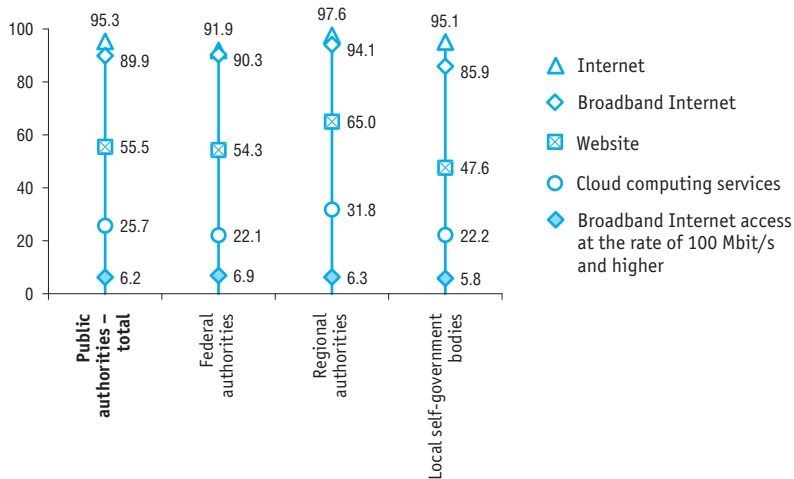 95.3
91.9
97.6
95.1
100
89.9
90.3
94.1
85.9
80
60
55.5
54.3
65.0
47.6
40
25.7
22.1
31.8
22.2
20
6.2
6.9
6.3
5.8
0
Public
authorities –
total
Federal
authorities
Regional
authorities
Local self-government
bodies
Internet
Broadband Internet
Website
Cloud computing services
Broadband Internet access
at the rate of 100 Mbit/s
and higher